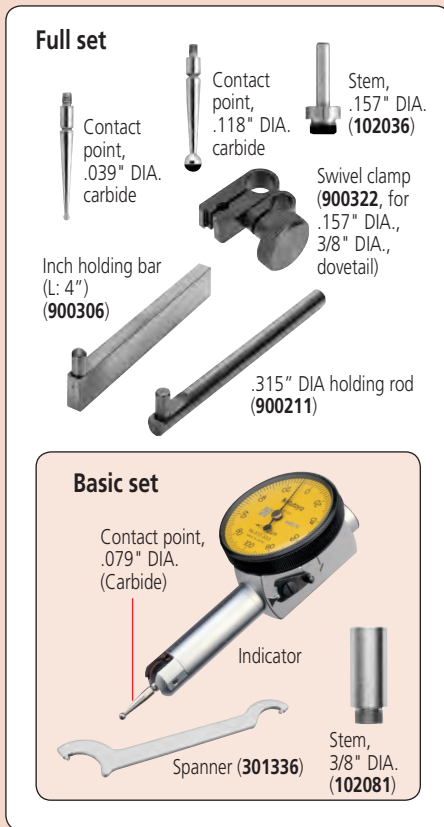 Full set
Contact
point,
.039" DIA.
carbide
Contact
point,
.118" DIA.
carbide
Stem,
.157" DIA.
(102036)
Swivel clamp
(900322, for
.157" DIA.,
3/8" DIA.,
dovetail)
Inch holding bar
(L: 4”)
(900306)
.315” DIA holding rod
(900211)
Basic set
Contact point,
.079" DIA.
(Carbide)
Mitutoyo
Indicator
Spanner (301336)
Stem,
3/8" DIA.
(102081)